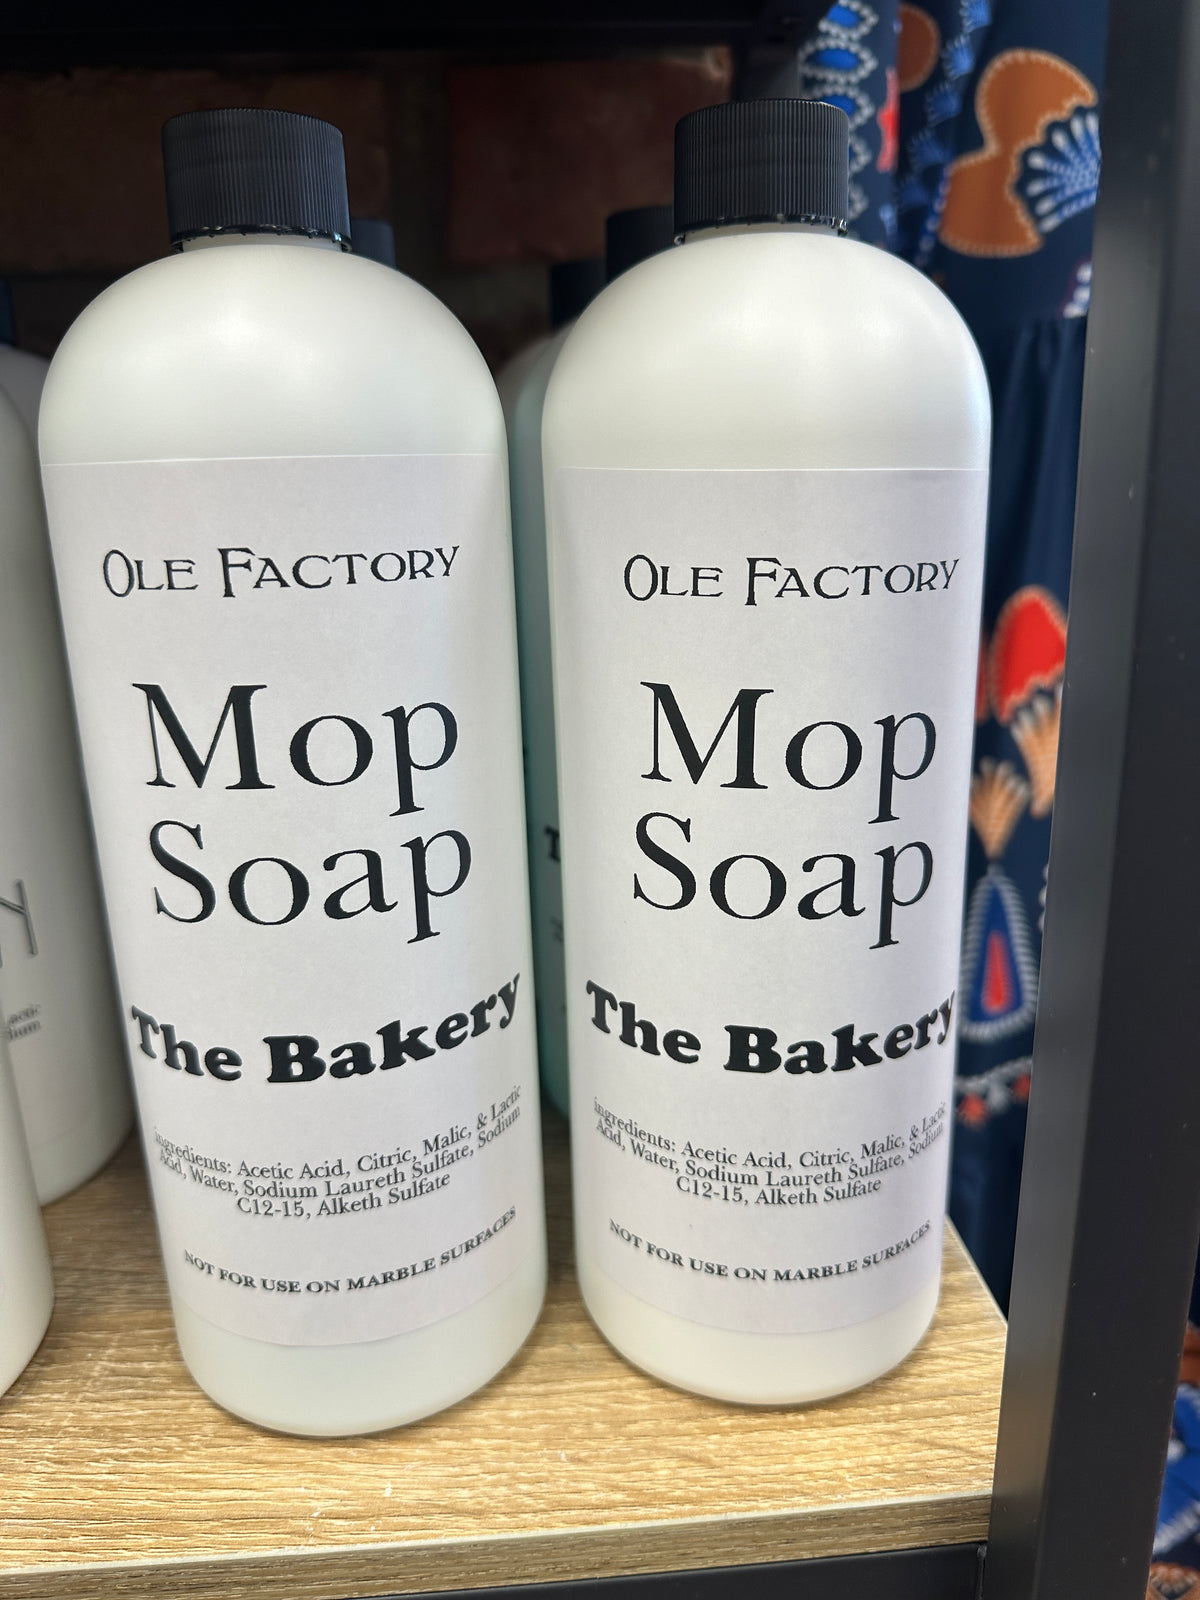 OLE FACTORY
Mop
Soap
The Bakery
ingredients: Acetic Acid, Citric, Malic, & Lactic
Acid, Water, Sodium Laureth Sulfate, Sodium
C12-15, Alketh Sulfate
NOT FOR USE ON MARBLE SURFACES
OLE FACTORY
Mop
Soap
The Bakery
ingredients: Acetic Acid, Citric, Malic, & Lactic
Acid, Water, Sodium Laureth Sulfate, Sodium
C12-15, Alketh Sulfate
NOT FOR USE ON MARBLE SURFACES